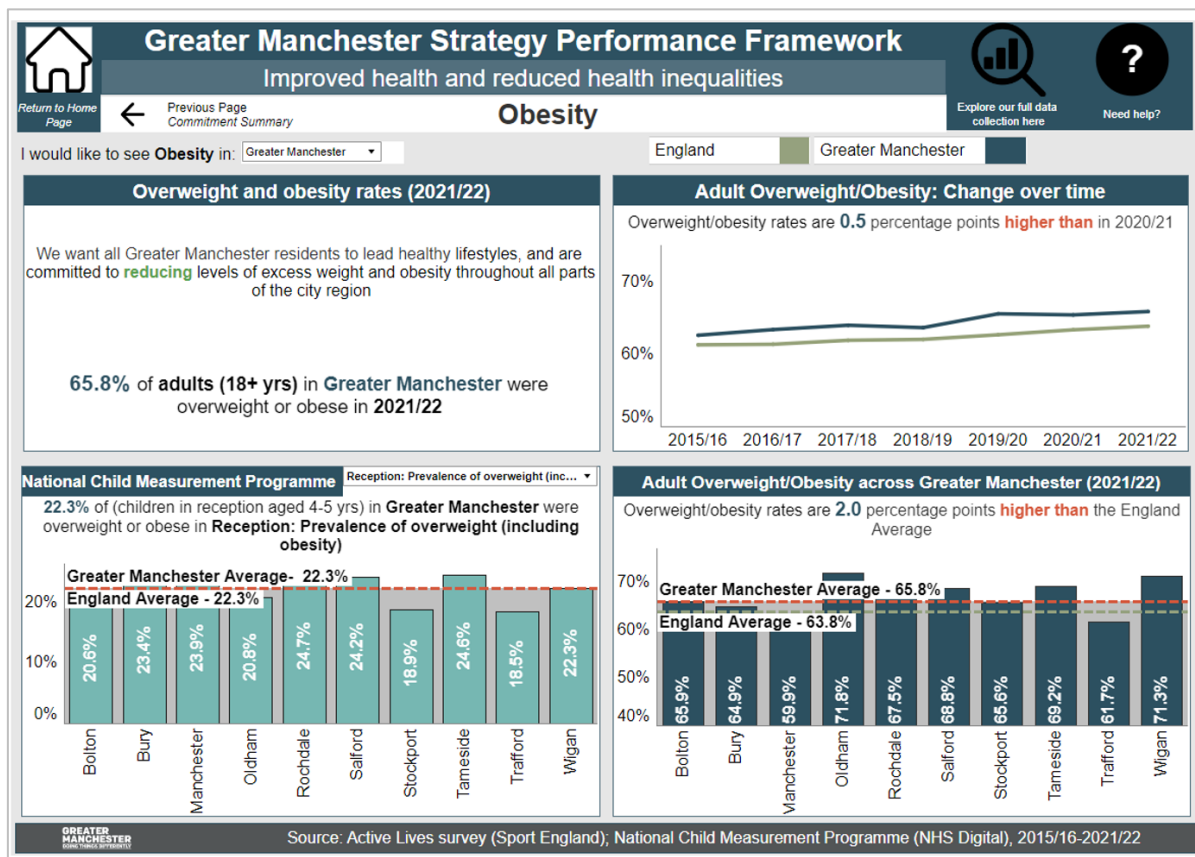 Greater Manchester Strategy Performance Framework
Improved health and reduced health inequalities
Return to Home
Page
Previous Page
Commitment Summary
Obesity
Explore our full data
collection here
?
Need help?
I would like to see Obesity in:
Greater Manchester
England
Greater Manchester
Overweight and obesity rates (2021/22)
We want all Greater Manchester residents to lead healthy lifestyles, and are
committed to reducing levels of excess weight and obesity throughout all parts
of the city region
65.8% of adults (18+ yrs) in Greater Manchester were
overweight or obese in 2021/22
Adult Overweight/Obesity: Change over time
Overweight/obesity rates are 0.5 percentage points higher than in 2020/21
70%
60%
50%
2015/16 2016/17 2017/18 2018/19 2019/20 2020/21 2021/22
National Child Measurement Programme
Reception: Prevalence of overweight (inc...
22.3% of (children in reception aged 4-5 yrs) in Greater Manchester were
overweight or obese in Reception: Prevalence of overweight (including
obesity)
Greater Manchester Average- 22.3%
England Average - 22.3%
20%
10%
0%
20.6% 23.4% 23.9% 20.8% 24.7% 24.2% 18.9% 24.6% 18.5% 22.3%
Bolton Bury Manchester Oldham Rochdale Salford Stockport Tameside Trafford Wigan
Adult Overweight/Obesity across Greater Manchester (2021/22)
Overweight/obesity rates are 2.0 percentage points higher than the England
Average
Greater Manchester Average - 65.8%
England Average - 63.8%
70%
60%
50%
40%
65.9% 64.9% 59.9% 71.8% 67.5% 68.8% 65.6% 69.2% 61.7% 71.3%
Bolton Bury Manchester Oldham Rochdale Salford Stockport Tameside Trafford Wigan
GREATER
MANCHESTER
DOING THINGS DIFFERENTLY
Source: Active Lives survey (Sport England); National Child Measurement Programme (NHS Digital), 2015/16-2021/22